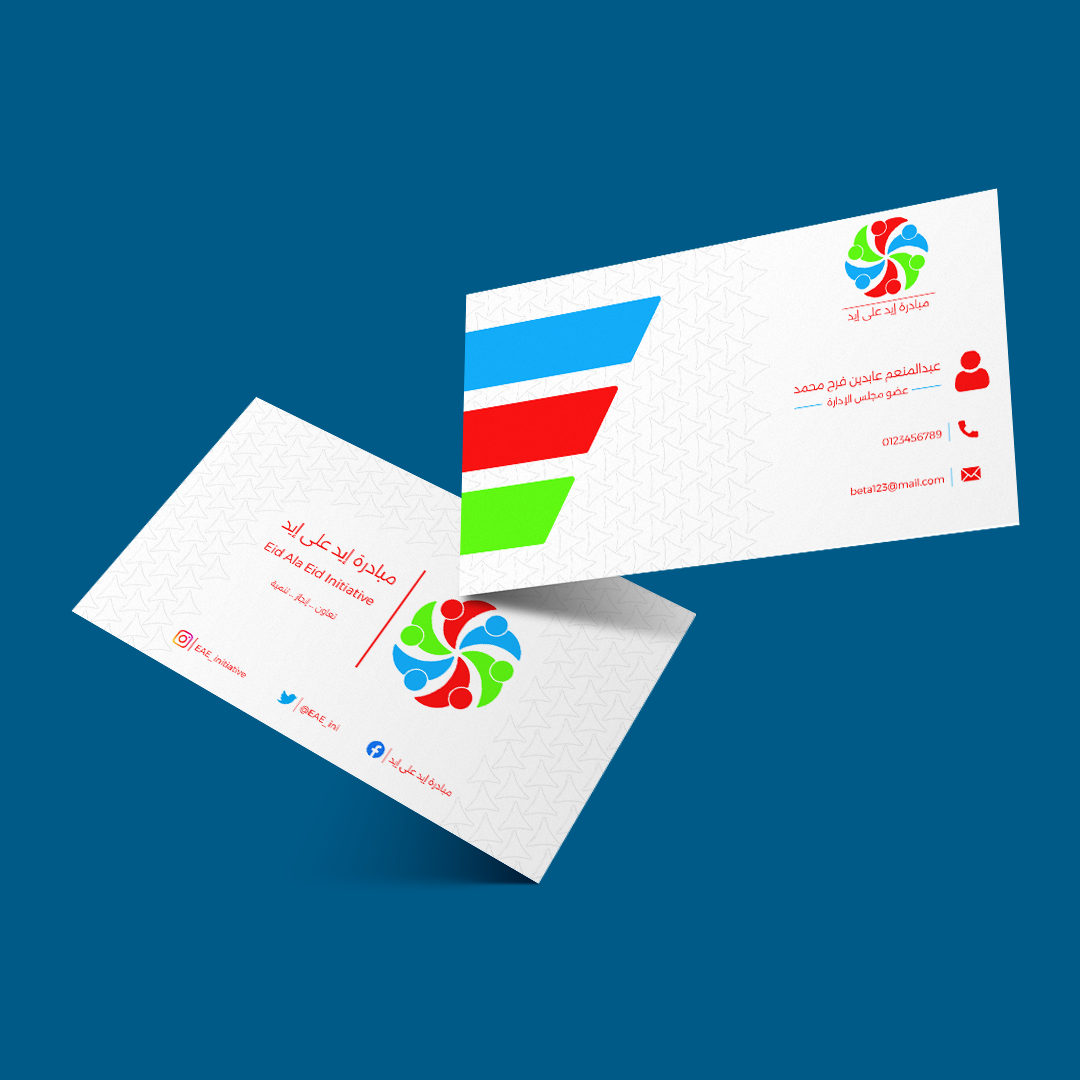 مبادرة إيد على إيد
عبدالمنعم عابدين فرح محمد
عضو مجلس الإدارة
0123456789
beta123@mail.com
مبادرة إيد على إيد
Eid Ala Eid Initiative
تعاون _ إنجاز _ تنمية
EAE_initiative
@EAE_ini
مبادرة إيد على إيد